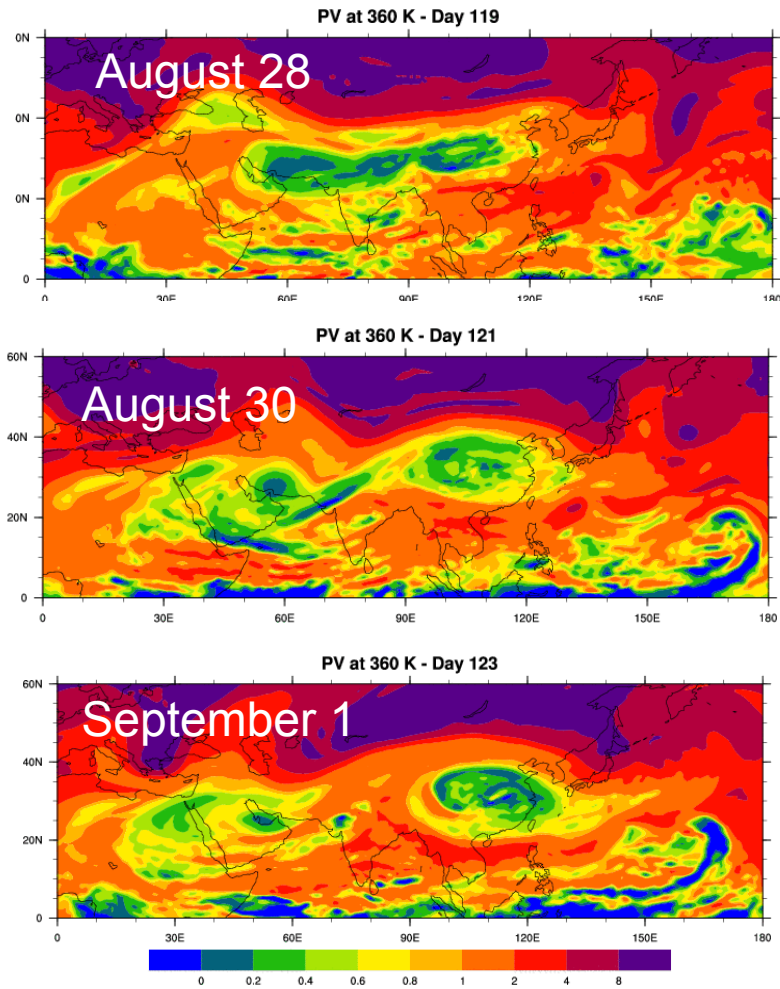 PV at 360 K - Day 119
August 28
0N
0N
0N
0
0 30E 60E 90E 120E 150E 180
PV at 360 K - Day 121
August 30
60N
40N
20N
0
0 30E 60E 90E 120E 150E 180
PV at 360 K - Day 123
September 1
60N
40N
20N
0
0 30E 60E 90E 120E 150E 180
0 0.2 0.4 0.6 0.8 1 2 4 8